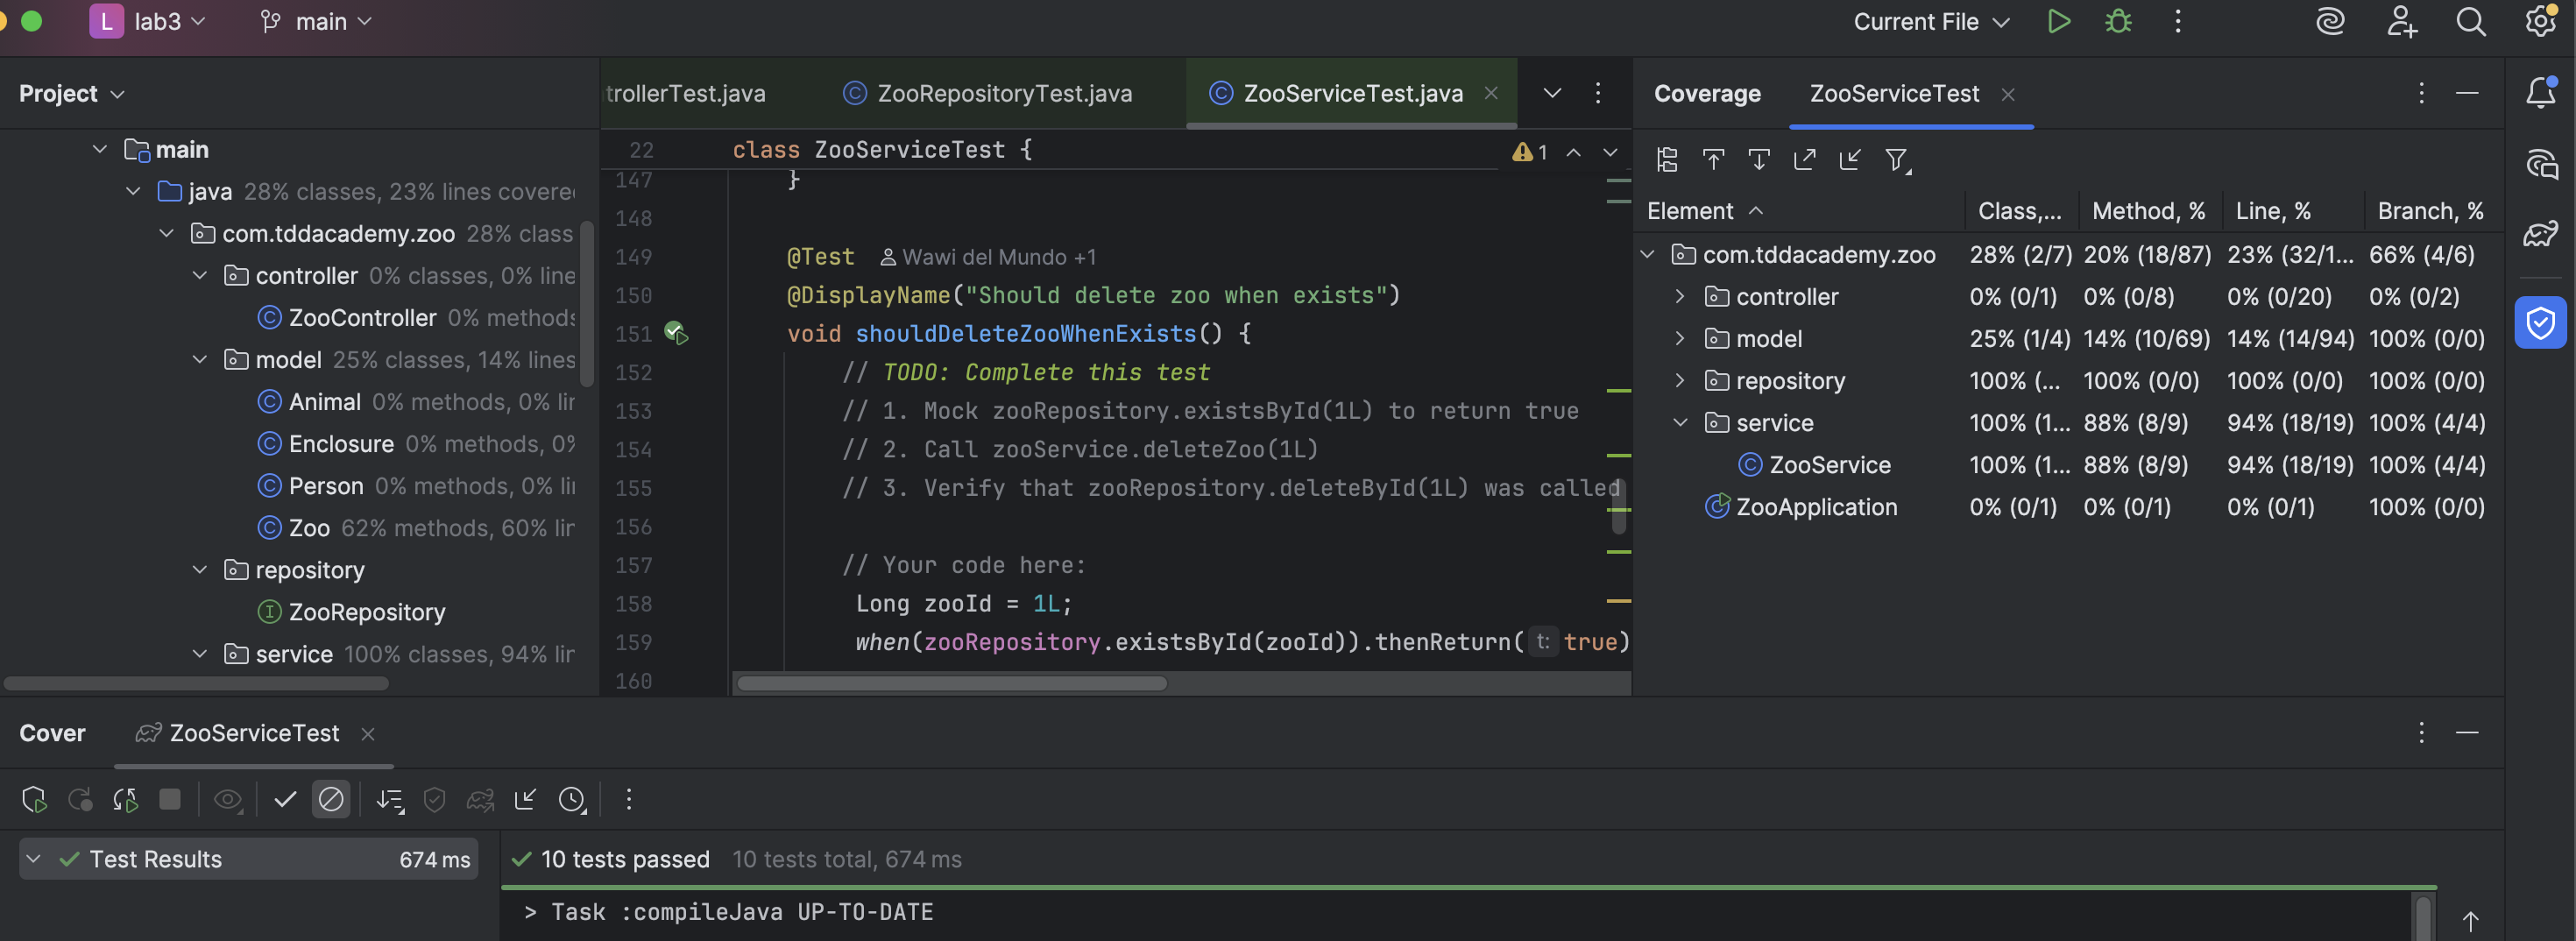 L lab3 main Current File
Project
main
java 28% classes, 23% lines covered
com.tddacademy.zoo 28% class
controller 0% classes, 0% line
ZooController 0% methods
model 25% classes, 14% lines
Animal 0% methods, 0% lin
Enclosure 0% methods, 0%
Person 0% methods, 0% lin
Zoo 62% methods, 60% lin
repository
ZooRepository
service 100% classes, 94% lin
trollerTest.java ZooRepositoryTest.java ZooServiceTest.java
22 class ZooServiceTest { 1
147 }
148
149 @Test Wawi del Mundo +1
150 @DisplayName("Should delete zoo when exists")
151 void shouldDeleteZooWhenExists() {
152 // TODO: Complete this test
153 // 1. Mock zooRepository.existsById(1L) to return true
154 // 2. Call zooService.deleteZoo(1L)
155 // 3. Verify that zooRepository.deleteById(1L) was called
156
157 // Your code here:
158 Long zooId = 1L;
159 when(zooRepository.existsById(zooId)).thenReturn( t: true)
160
Coverage ZooServiceTest
Element Class,... Method, % Line, % Branch, %
com.tddacademy.zoo 28% (2/7) 20% (18/87) 23% (32/1... 66% (4/6)
controller 0% (0/1) 0% (0/8) 0% (0/20) 0% (0/2)
model 25% (1/4) 14% (10/69) 14% (14/94) 100% (0/0)
repository 100% (... 100% (0/0) 100% (0/0) 100% (0/0)
service 100% (1... 88% (8/9) 94% (18/19) 100% (4/4)
ZooService 100% (1... 88% (8/9) 94% (18/19) 100% (4/4)
ZooApplication 0% (0/1) 0% (0/1) 0% (0/1) 100% (0/0)
Cover ZooServiceTest
Test Results 674 ms
10 tests passed 10 tests total, 674 ms
> Task :compileJava UP-TO-DATE